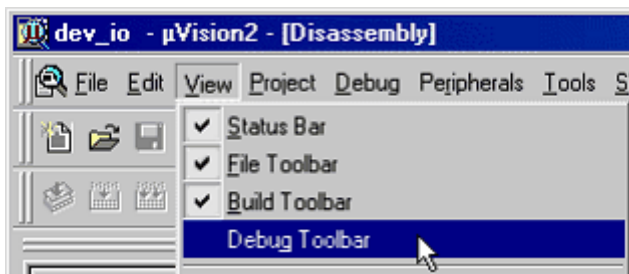 dev_io - µVision2 - [Disassembly]
File Edit View Project Debug Peripherals Tools S
Status Bar
File Toolbar
Build Toolbar
Debug Toolbar